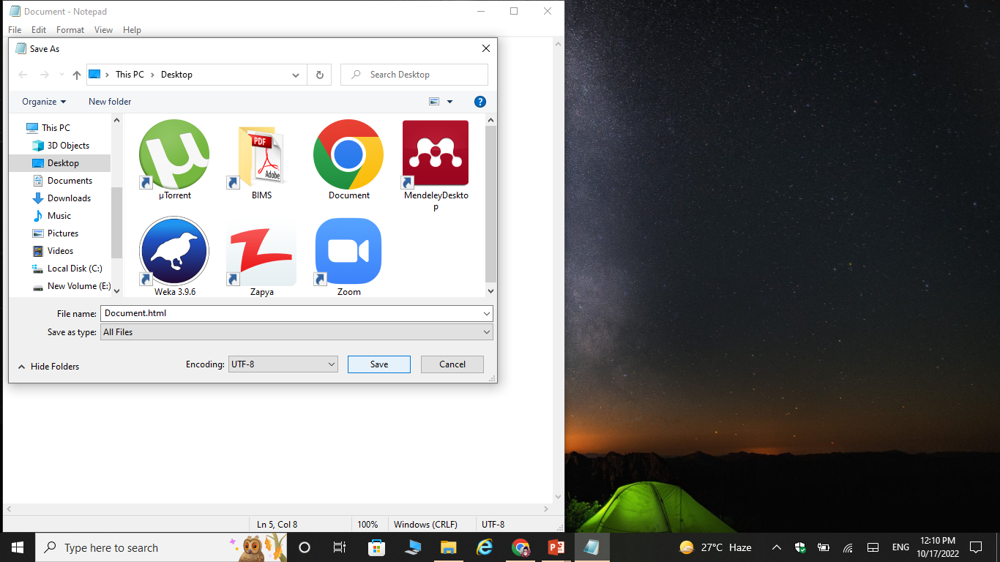 Document - Notepad
File Edit Format View Help
Save As
This PC Desktop
Search Desktop
Organize New folder
?
This PC
3D Objects
Desktop
Documents
Downloads
Music
Pictures
Videos
Local Disk (C:)
New Volume (E:)
µ
PDF
Adobe
µTorrent BIMS Document MendeleyDeskto
p
Weka 3.9.6 Zapya Zoom
File name: Document.html
Save as type: All Files
Hide Folders
Encoding: UTF-8 Save Cancel
Ln 5, Col 8 100% Windows (CRLF) UTF-8
Type here to search
27°C Haze
ENG
12:10 PM
10/17/2022